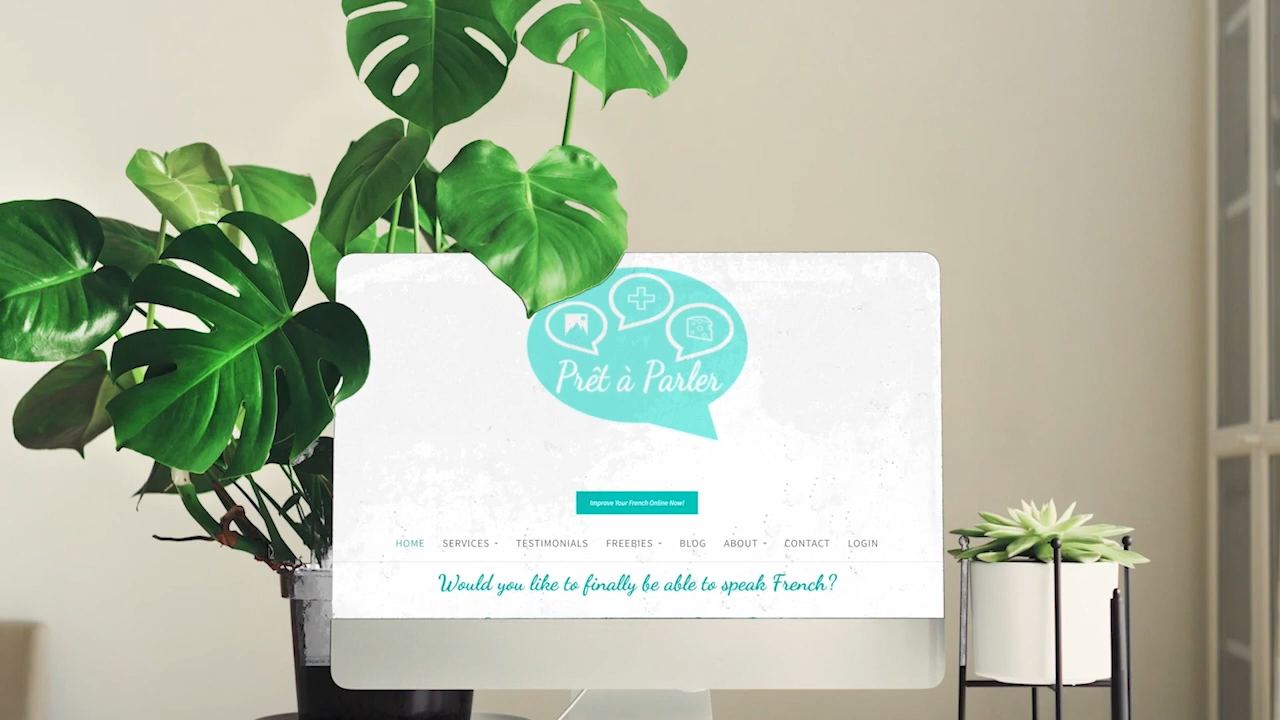 Prêt à Parler
Improve Your French Online Now!
HOME SERVICES TESTIMONIALS FREEBIES BLOG ABOUT CONTACT LOGIN
Would you like to finally be able to speak French?